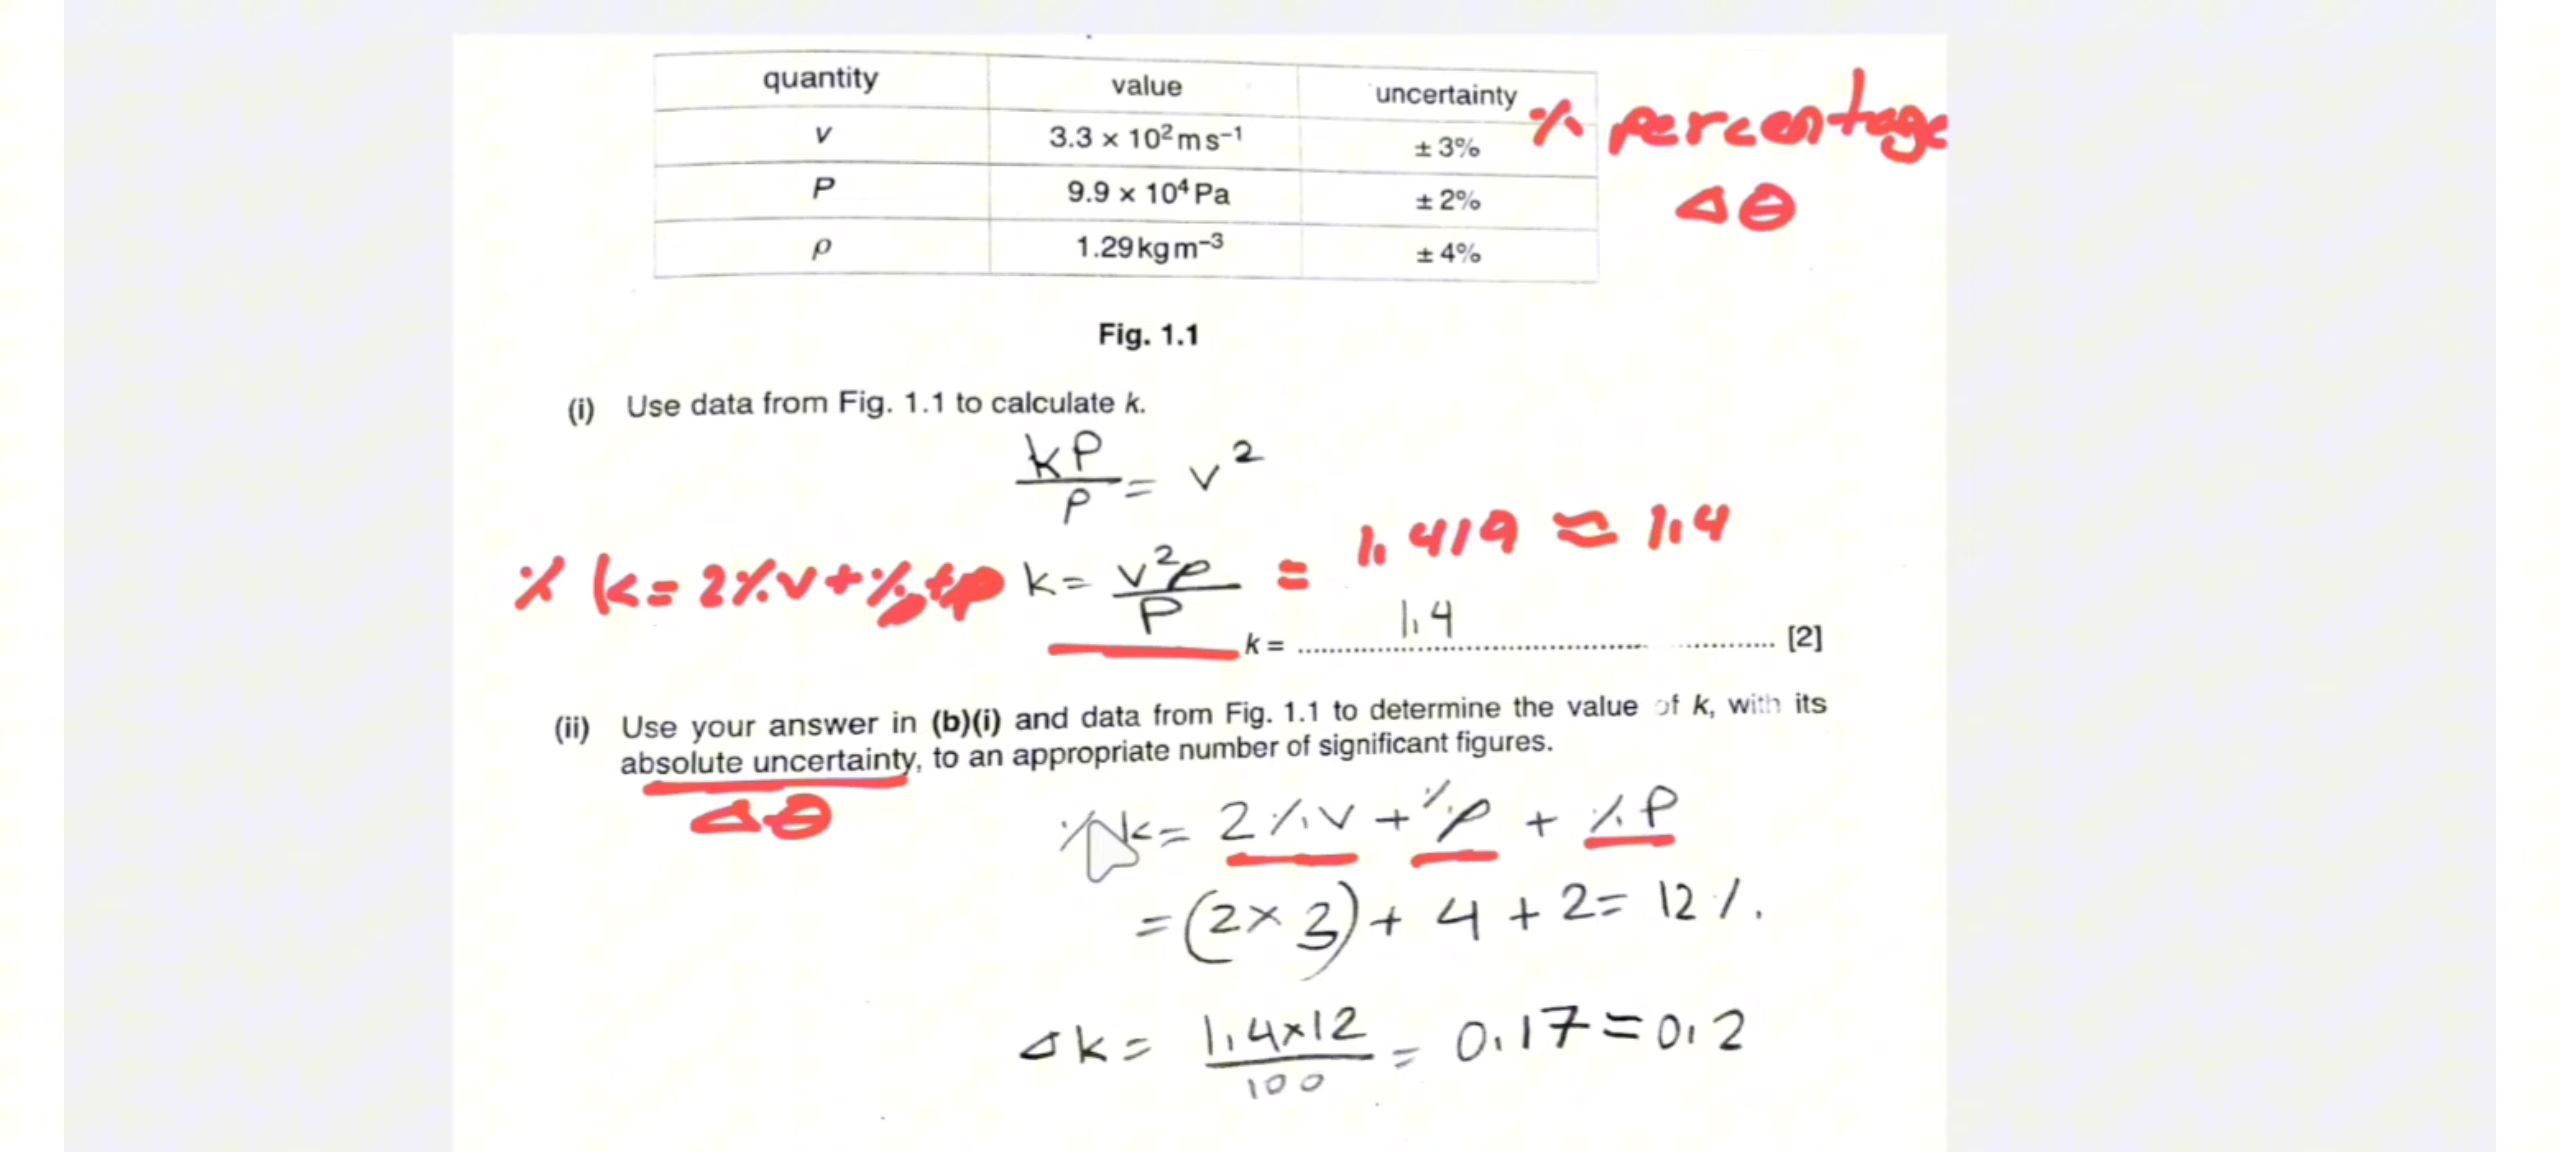 quantity value uncertainty
v 3.3 × 10² m s⁻¹ ± 3%
P 9.9 × 10⁴ Pa ± 2%
ρ 1.29 kg m⁻³ ± 4%
% percentage
Δθ
Fig. 1.1
(i) Use data from Fig. 1.1 to calculate k.
kP/ρ = v²
% k = 2%v + % k = v²ρ/P = 1.419 ≈ 1.4
k = 1.4 [2]
(ii) Use your answer in (b)(i) and data from Fig. 1.1 to determine the value of k, with its
absolute uncertainty, to an appropriate number of significant figures.
Δθ
%k = 2%v + %ρ + %P
= (2 × 3) + 4 + 2 = 12 %.
Δk = 1.4×12/100 = 0.17 = 0.2